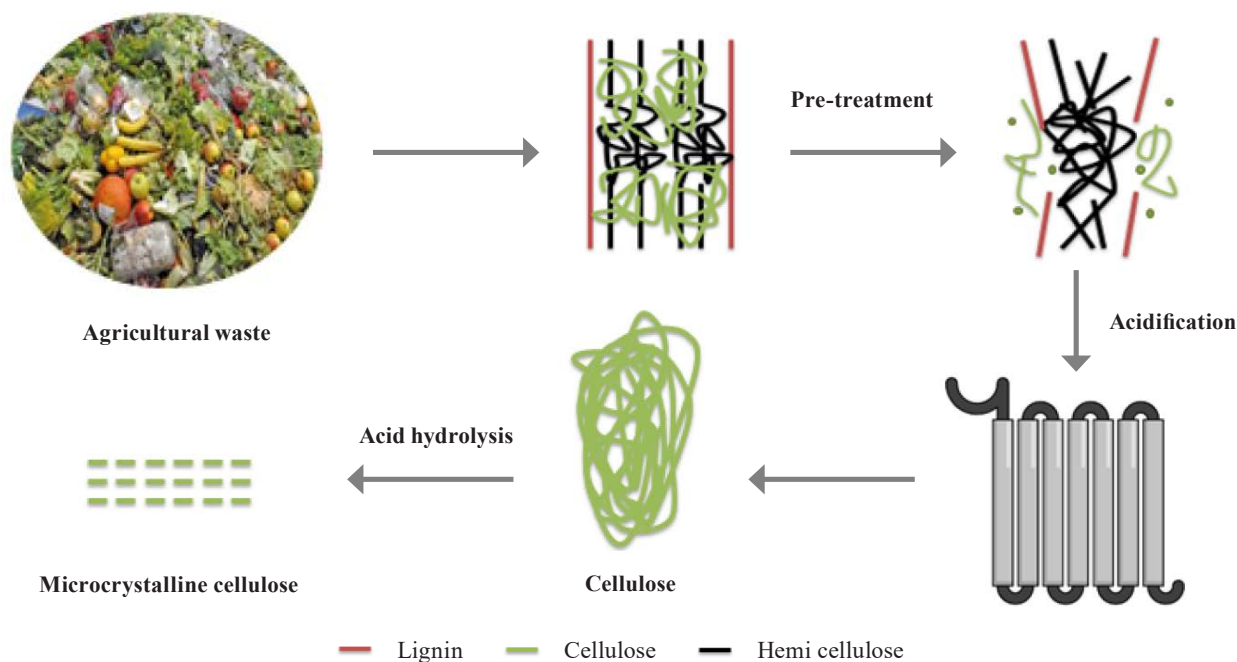 Pre-treatment
Agricultural waste
Acidification
Acid hydrolysis
Microcrystalline cellulose
Cellulose
Lignin
Cellulose
Hemi cellulose